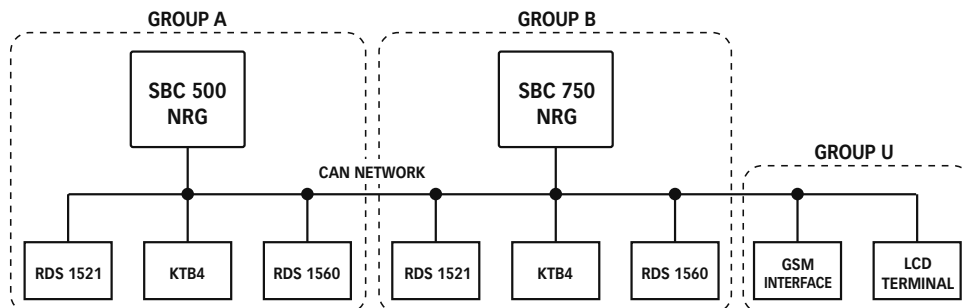 GROUP A
GROUP B
SBC 500
NRG
SBC 750
NRG
GROUP U
CAN NETWORK
RDS 1521
KTB4
RDS 1560
RDS 1521
KTB4
RDS 1560
GSM
INTERFACE
LCD
TERMINAL